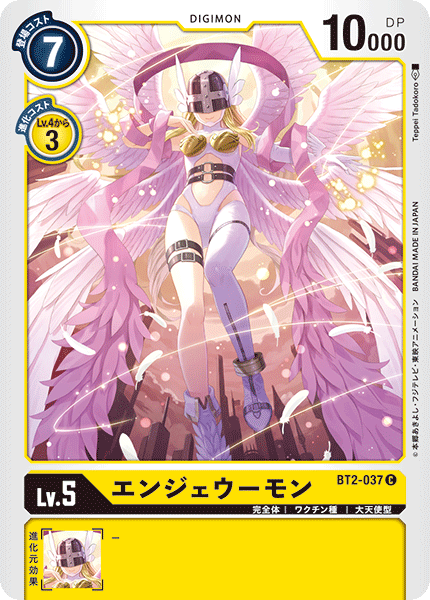 登場コスト
7
DIGIMON
10000
DP
進化コスト
Lv.4から
3
Teppei Tadokoro
© 本郷あきよし・フジテレビ・東映アニメーション BANDAI MADE IN JAPAN
Lv.5
エンジェウーモン
BT2-037 C
完全体 | ワクチン種 | 大天使型
進化元効果
–